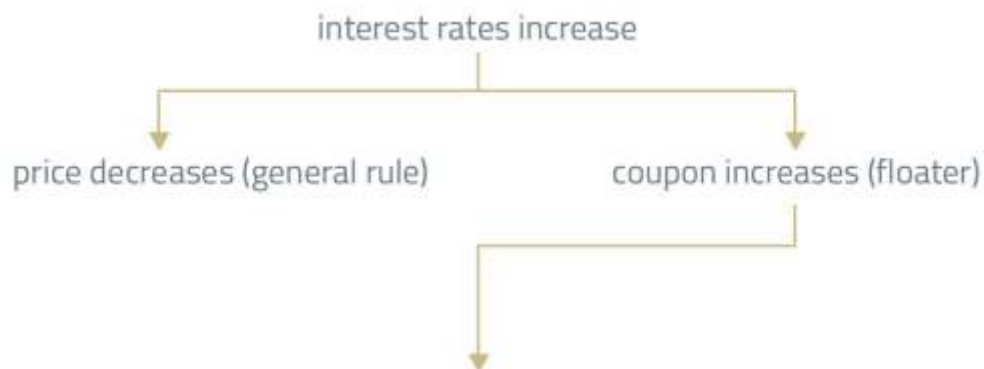 interest rates increase
price decreases (general rule)
coupon increases (floater)